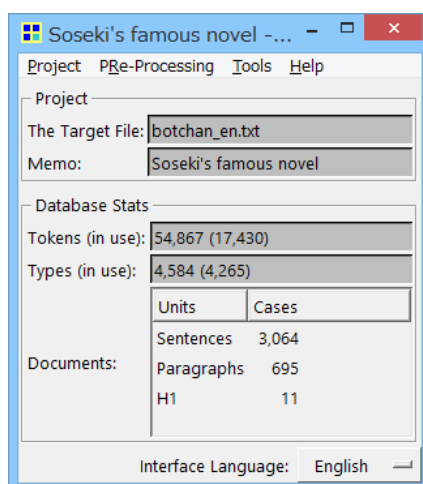 Soseki's famous novel -...
Project PRe-Processing Tools Help
Project
The Target File: botchan_en.txt
Memo: Soseki's famous novel
Database Stats
Tokens (in use): 54,867 (17,430)
Types (in use): 4,584 (4,265)
Units Cases
Sentences 3,064
Documents: Paragraphs 695
H1 11
Interface Language: English